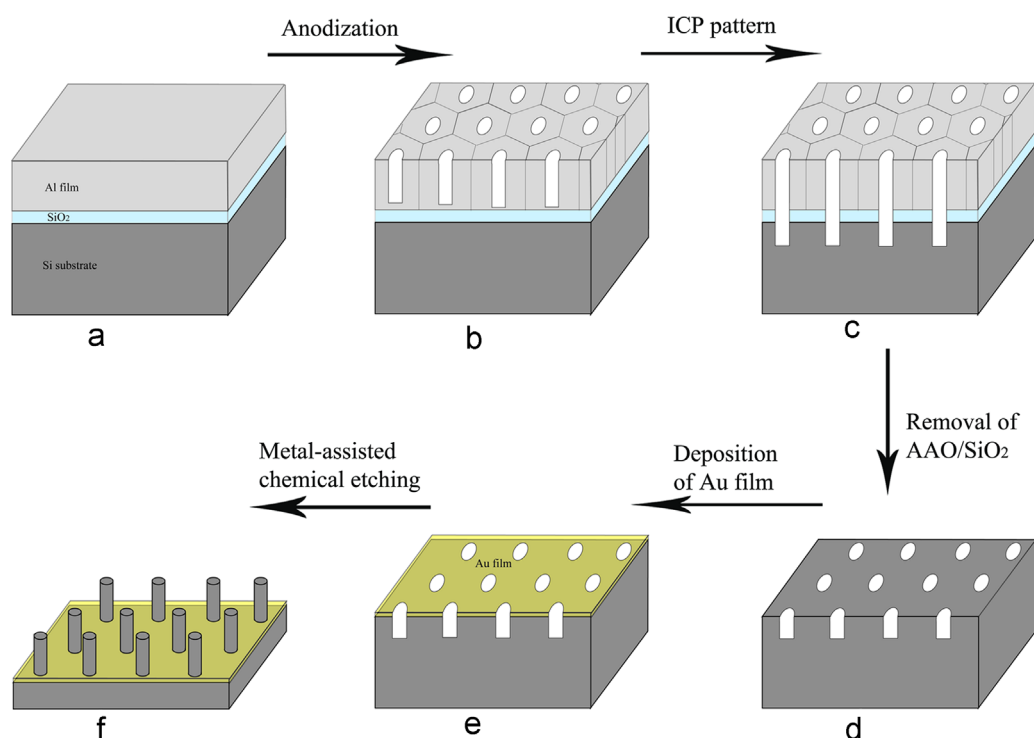 Anodization
ICP pattern
Al film
SiO₂
Si substrate
a
b
c
Removal of
AAO/SiO₂
Deposition
of Au film
Metal-assisted
chemical etching
Au film
f
e
d